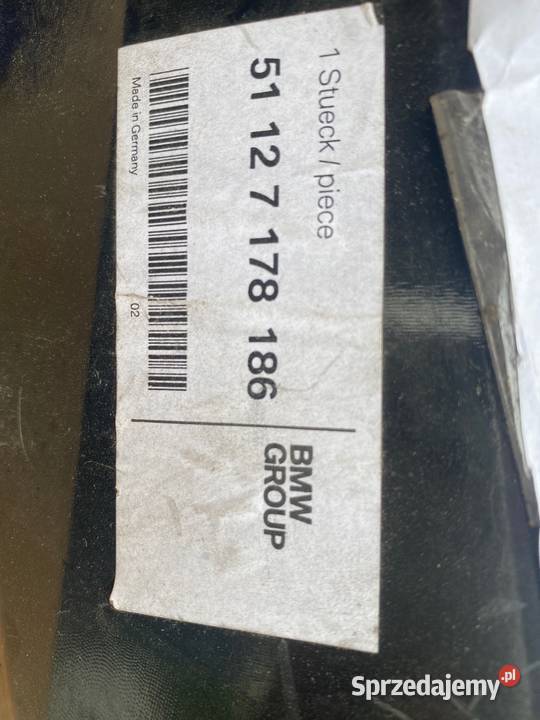 1 Stueck / piece
51 12 7 178 186
Made in Germany
02
BMW
GROUP
Sprzedajemy.pl